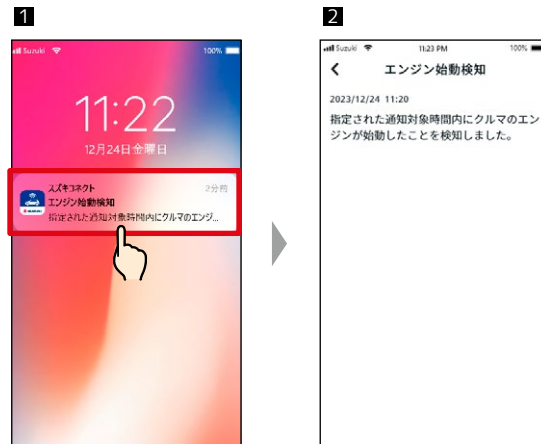 1
Suzuki
100%
11:22
12月24日金曜日
スズキコネクト
2分前
エンジン始動検知
指定された通知対象時間内にクルマのエンジ...
2
Suzuki
11:23 PM
100%
エンジン始動検知
2023/12/24 11:20
指定された通知対象時間内にクルマのエン
ジンが始動したことを検知しました。